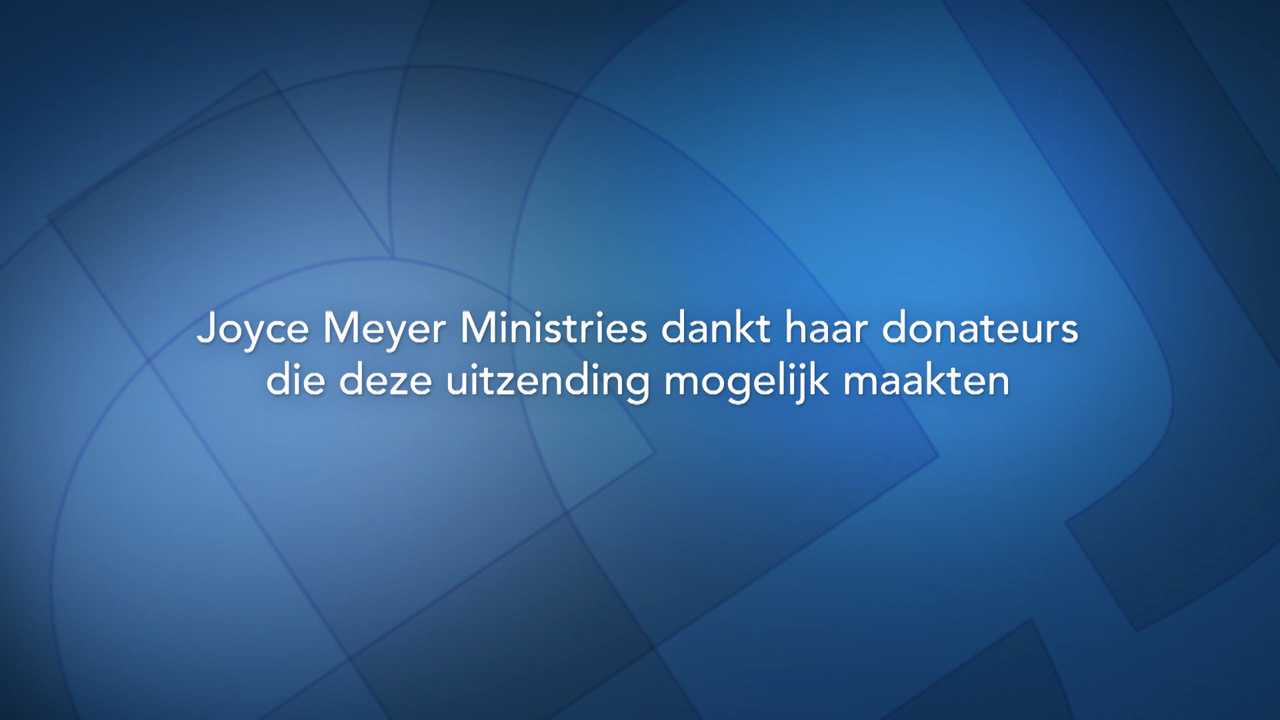 Joyce Meyer Ministries dankt haar donateurs
die deze uitzending mogelijk maakten